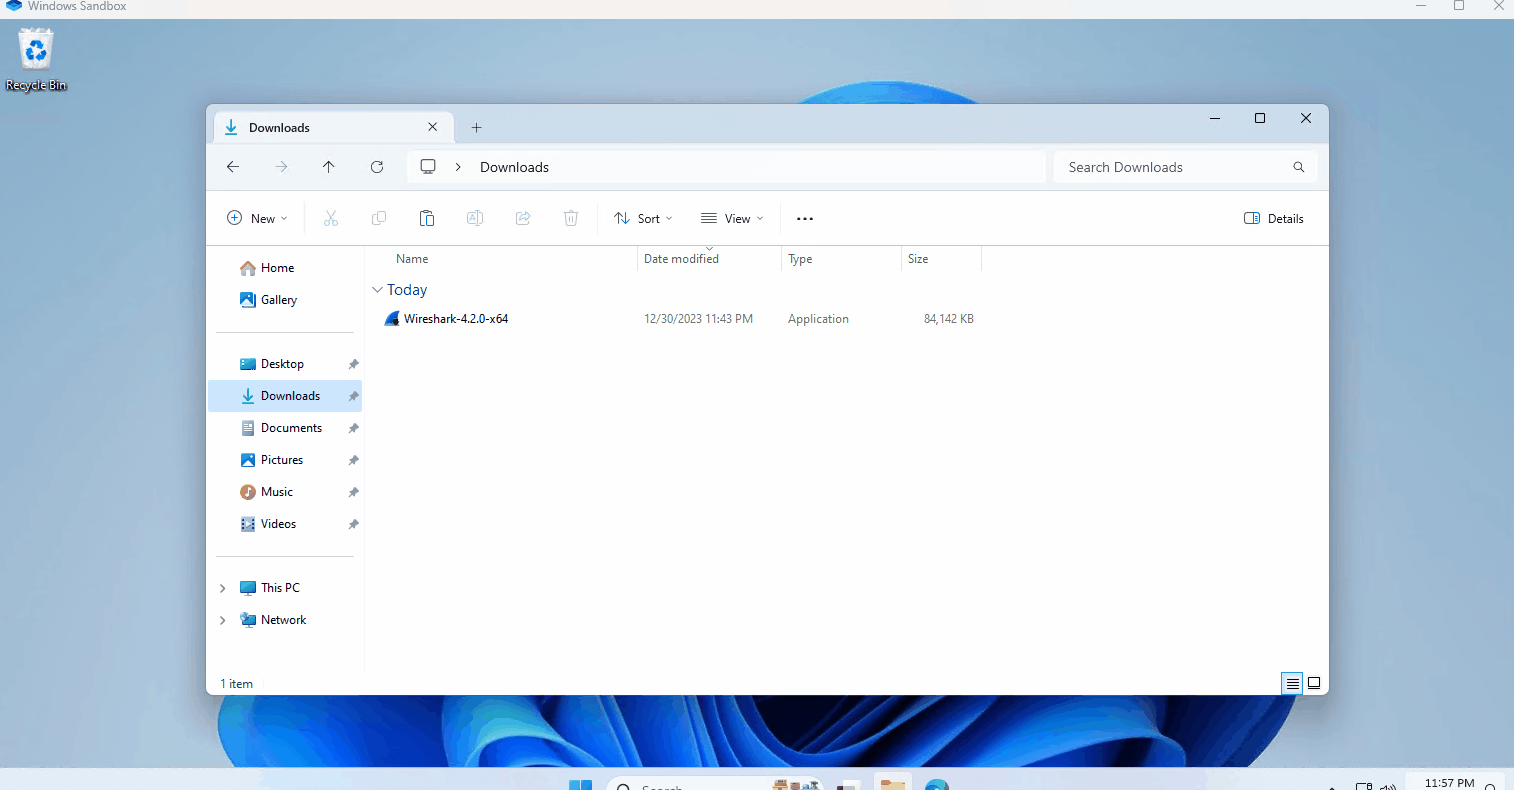 Windows Sandbox
Recycle Bin
Downloads
Downloads
Search Downloads
New
Sort
View
Details
Name
Date modified
Type
Size
Home
Gallery
Today
Wireshark-4.2.0-x64
12/30/2023 11:43 PM
Application
84,142 KB
Desktop
Downloads
Documents
Pictures
Music
Videos
This PC
Network
1 item
Search
11:57 PM